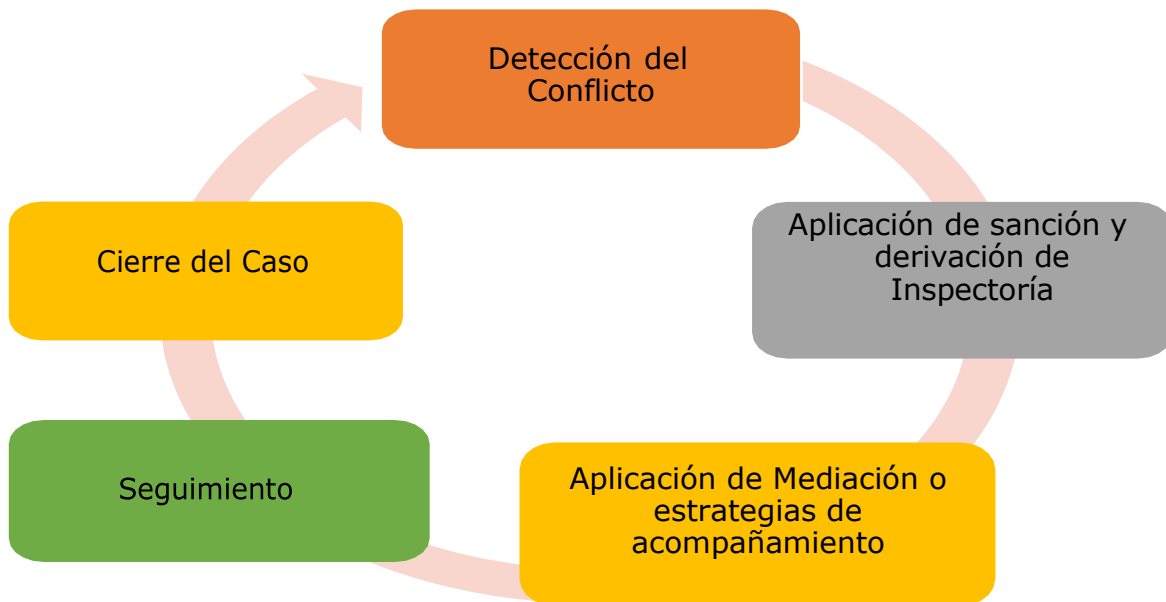 Detección del
Conflicto
Aplicación de sanción y
derivación de
Inspectoría
Aplicación de Mediación o
estrategias de
acompañamiento
Seguimiento
Cierre del Caso